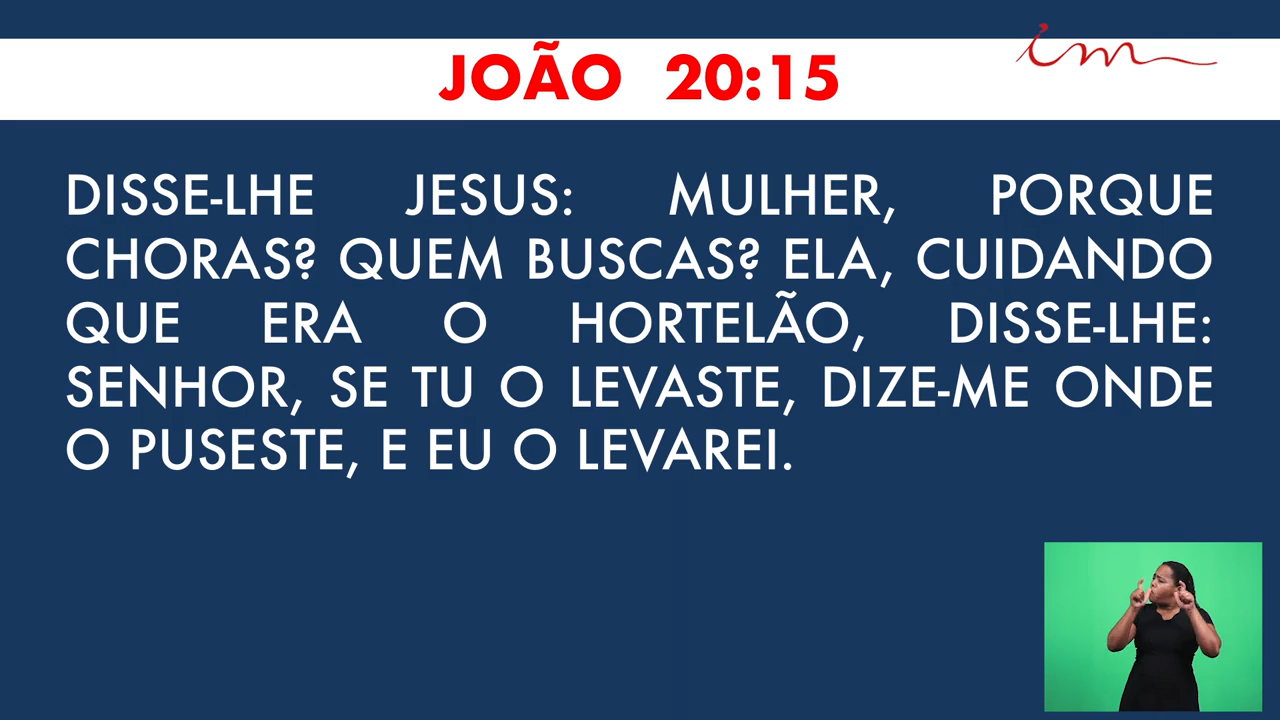 JOÃO 20:15
im
DISSE-LHE JESUS: MULHER, PORQUE
CHORAS? QUEM BUSCAS? ELA, CUIDANDO
QUE ERA O HORTELÃO, DISSE-LHE:
SENHOR, SE TU O LEVASTE, DIZE-ME ONDE
O PUSESTE, E EU O LEVAREI.